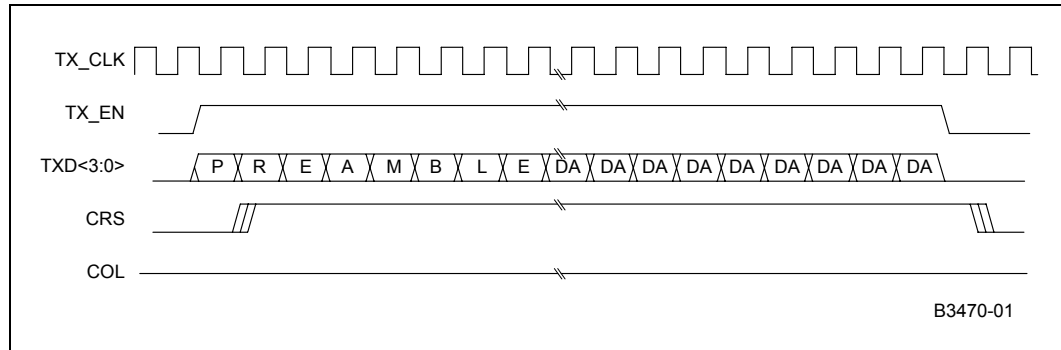 TX_CLK
TX_EN
TXD<3:0> P R E A M B L E DA DA DA DA DA DA DA DA DA
CRS
COL
B3470-01